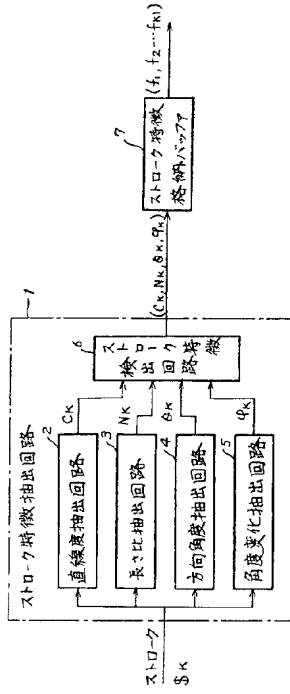 ストローク特徴抽出回路
1
ストローク
$K
直線度抽出回路
2
CK
長さ比抽出回路
3
NK
方向角度抽出回路
4
θK
角度変化抽出回路
5
φK
ストローク特徴
検出回路
6
(CK, NK, θK, φK)
ストローク特徴
格納バッファ
7
(f1, f2…fK1)